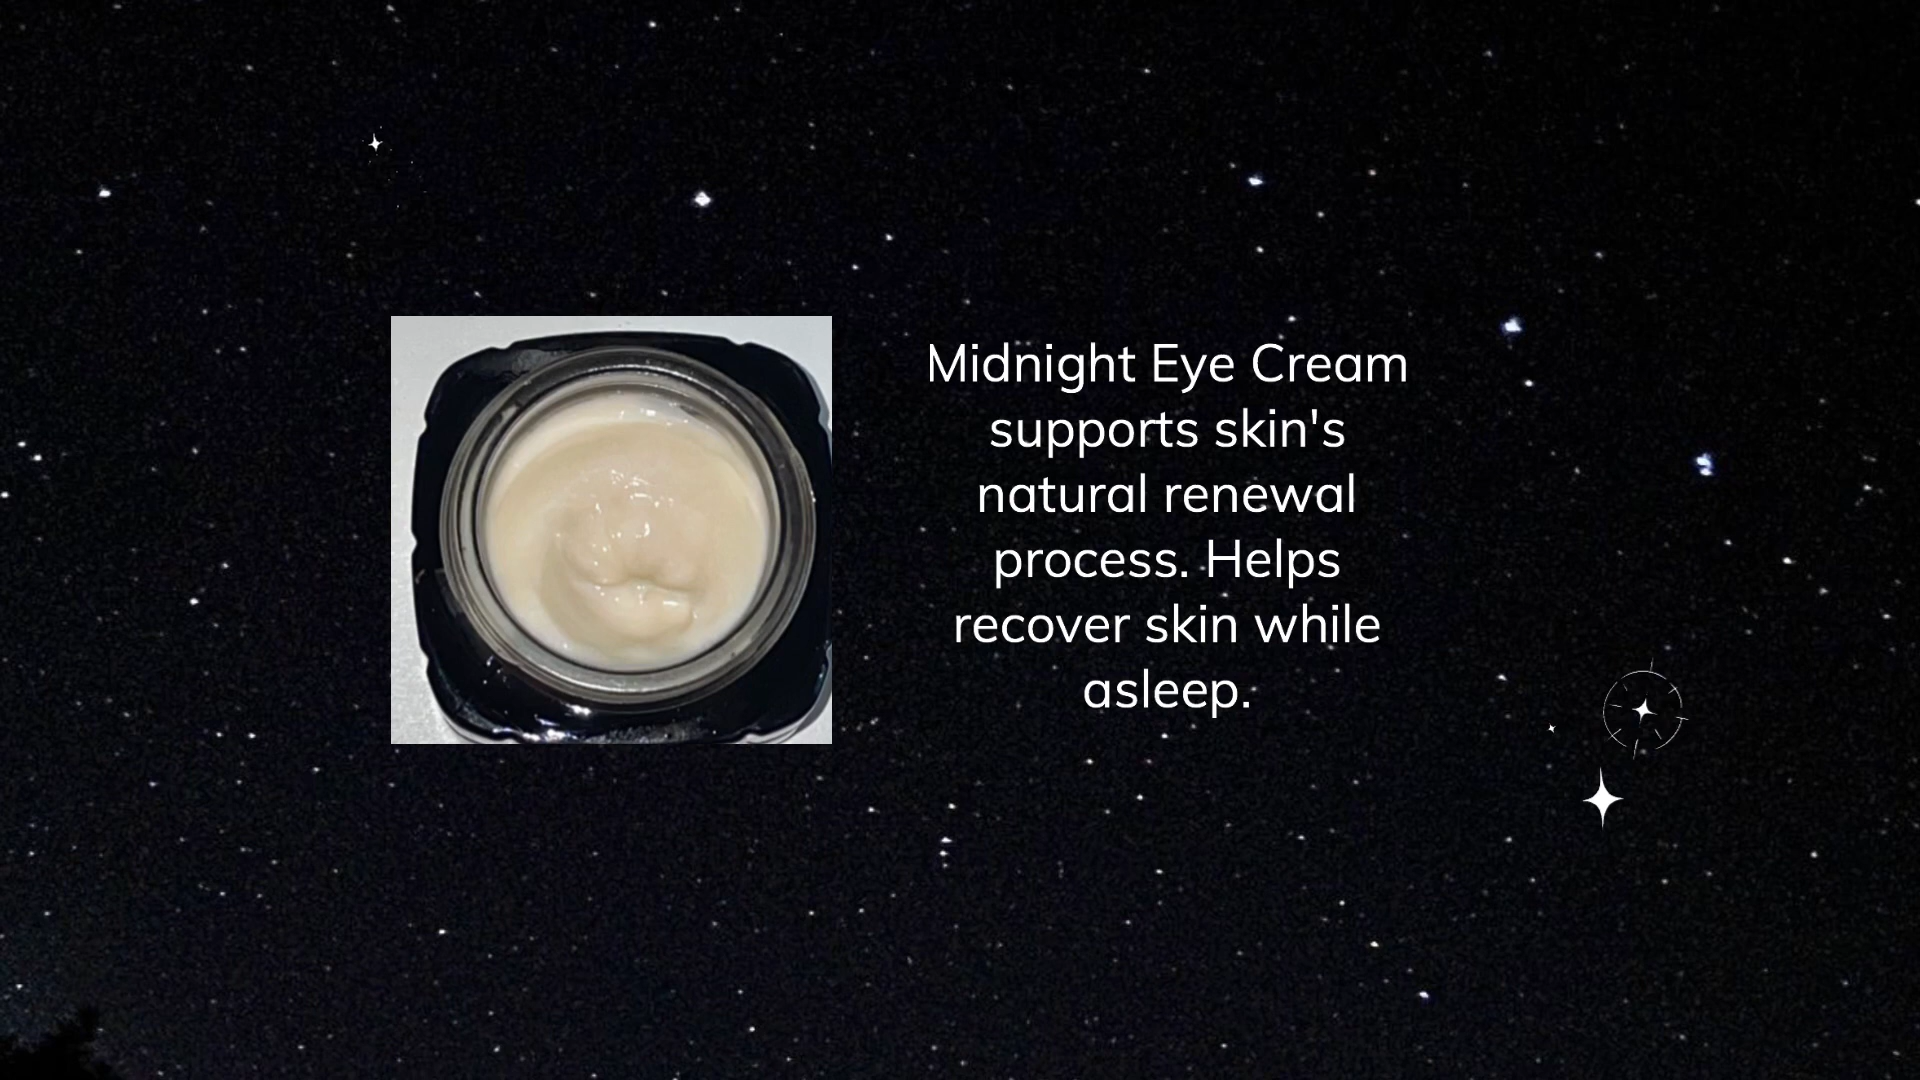 Midnight Eye Cream
supports skin's
natural renewal
process. Helps
recover skin while
asleep.